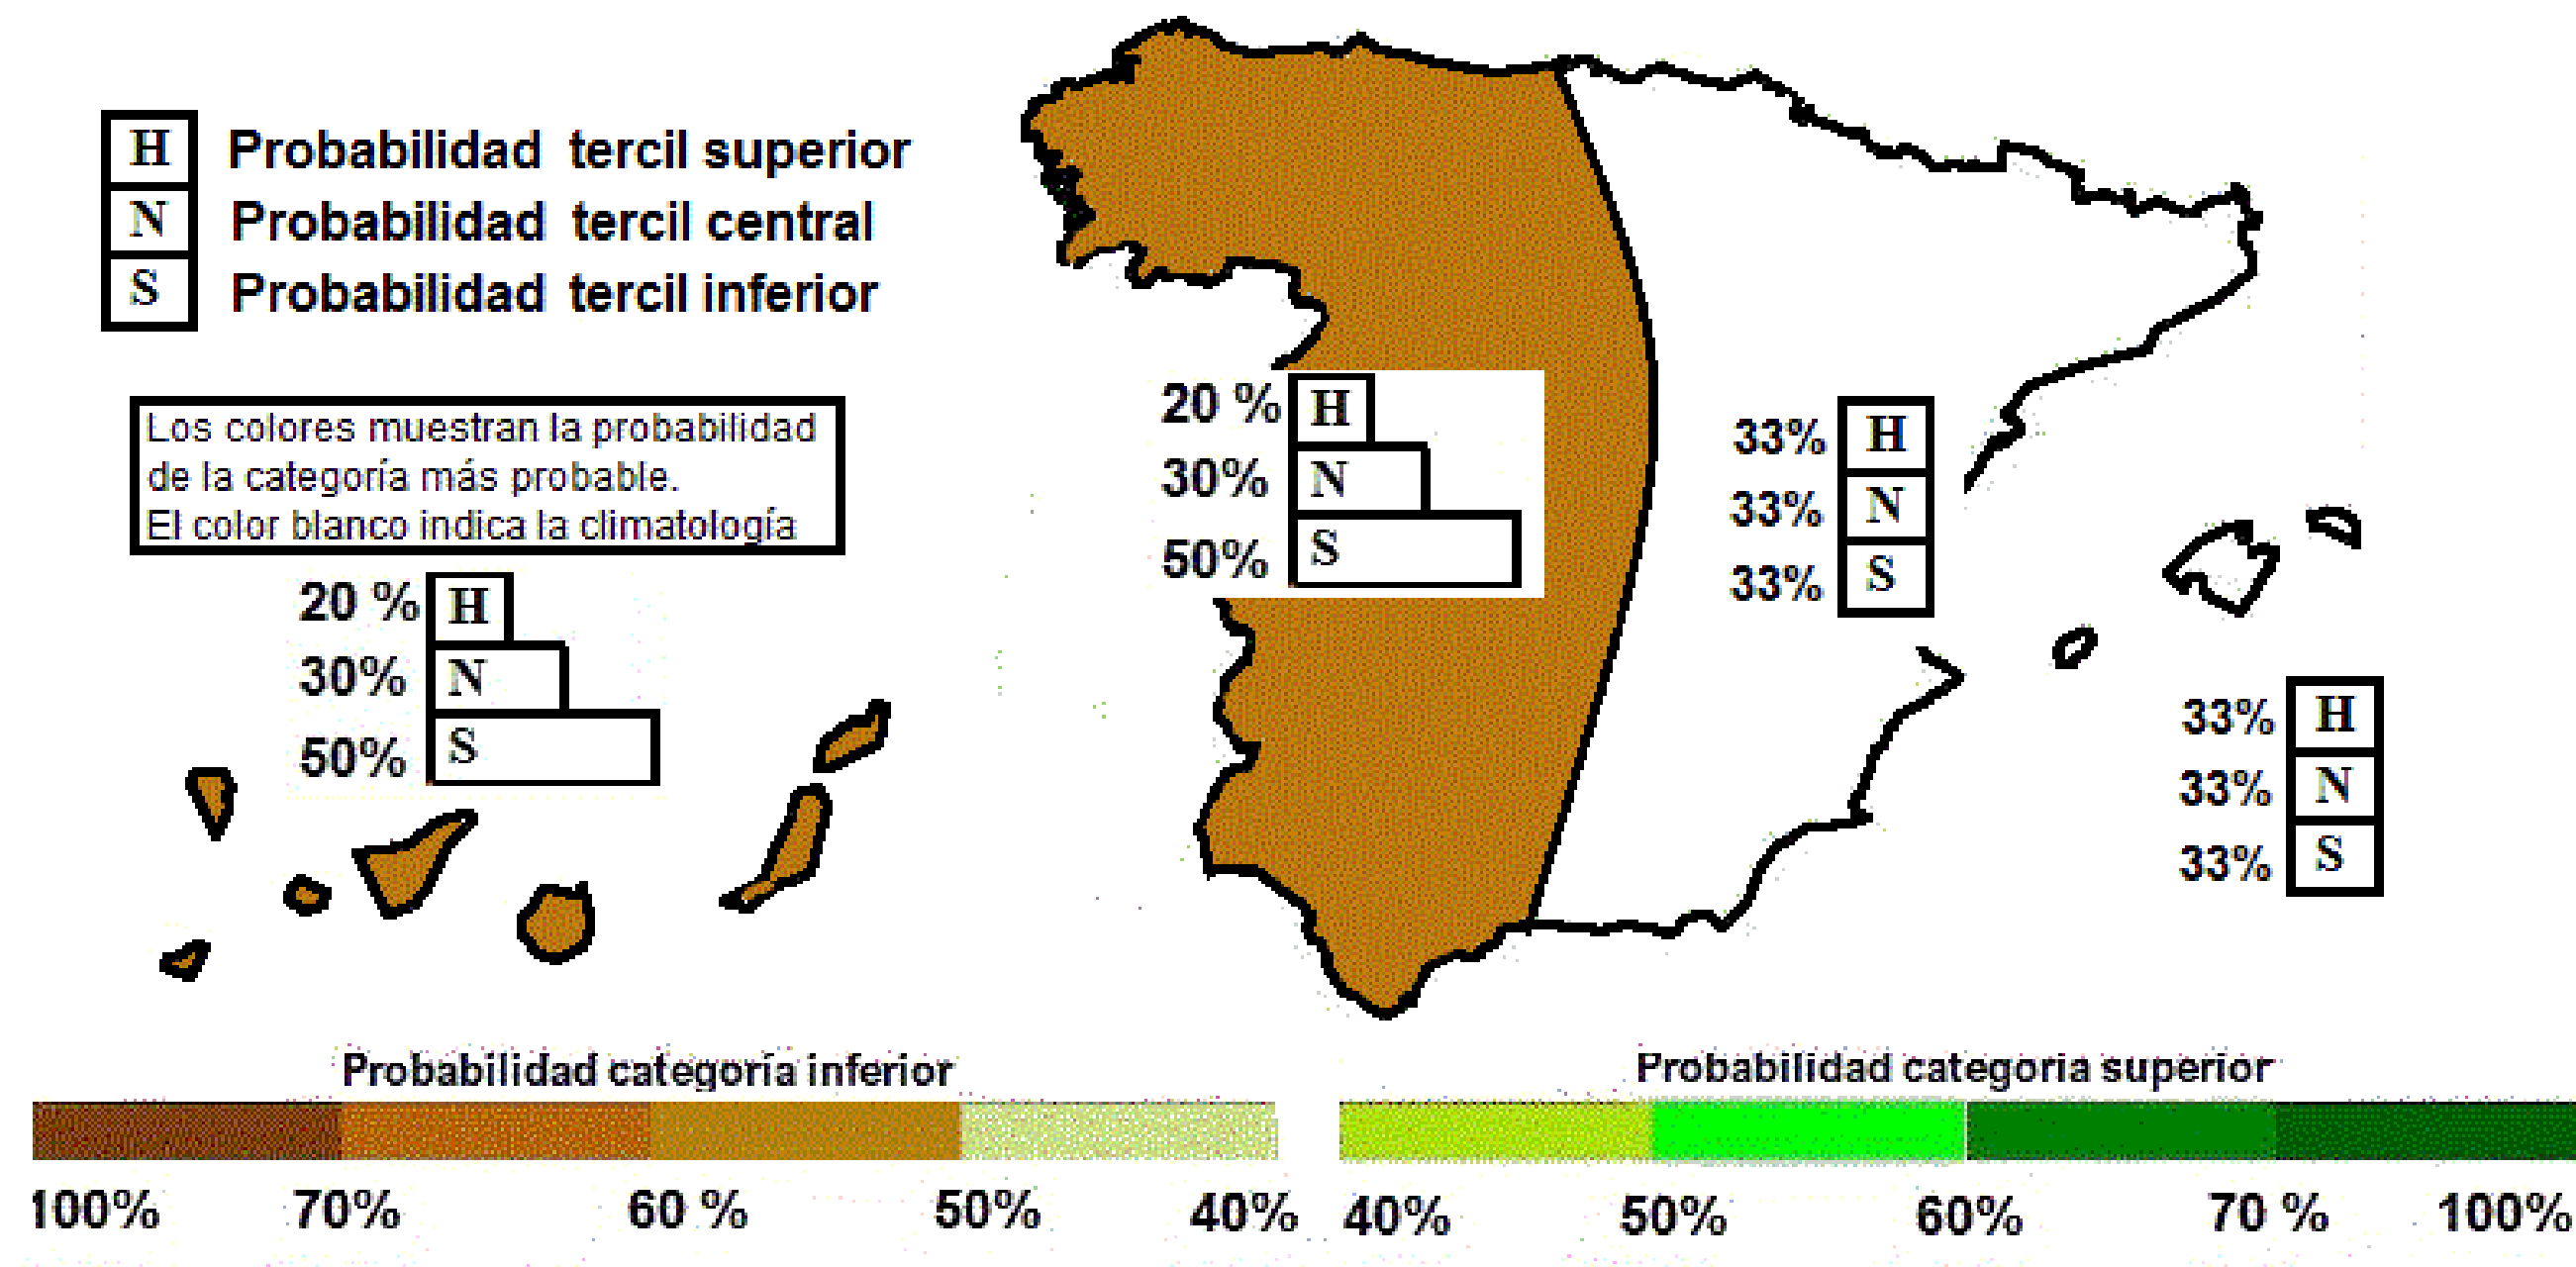 H Probabilidad tercil superior
N Probabilidad tercil central
S Probabilidad tercil inferior
Los colores muestran la probabilidad
de la categoría más probable.
El color blanco indica la climatología
20 % H
30% N
50% S
20 % H
30% N
50% S
33% H
33% N
33% S
33% H
33% N
33% S
Probabilidad categoría inferior
100% 70% 60 % 50% 40%
Probabilidad categoria superior
40% 50% 60% 70 % 100%